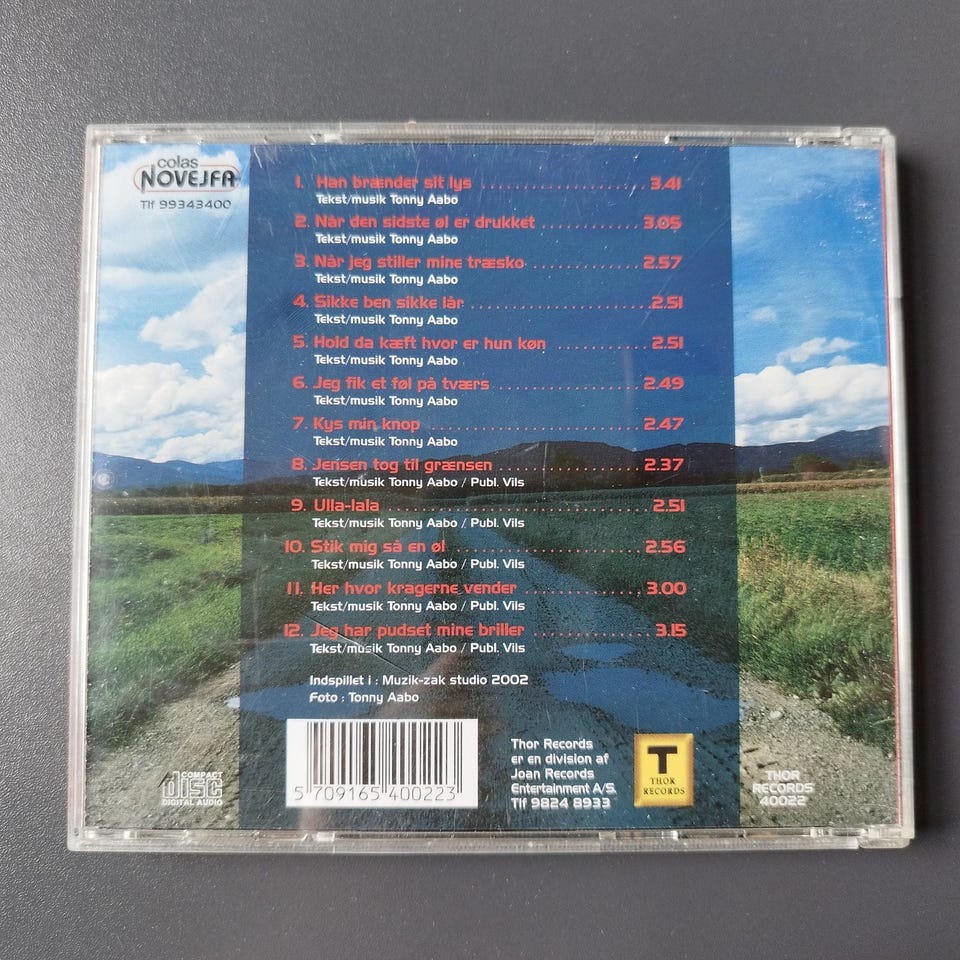 colas
NOVEJFA
Tlf 99343400
1. Han brænder sit lys .................... 3.41
Tekst/musik Tonny Aabo
2. Når den sidste øl er drukket ............ 3.05
Tekst/musik Tonny Aabo
3. Når jeg stiller mine træsko .............. 2.57
Tekst/musik Tonny Aabo
4. Sikke ben sikke lår ...................... 2.51
Tekst/musik Tonny Aabo
5. Hold da kæft hvor er hun køn ........... 2.51
Tekst/musik Tonny Aabo
6. Jeg fik et føl på tværs .................. 2.49
Tekst/musik Tonny Aabo
7. Kys min knop ............................ 2.47
Tekst/musik Tonny Aabo
8. Jensen tog til grænsen .................. 2.37
Tekst/musik Tonny Aabo / Publ. Vils
9. Ulla-lala ................................ 2.51
Tekst/musik Tonny Aabo / Publ. Vils
10. Stik mig så en øl ....................... 2.56
Tekst/musik Tonny Aabo / Publ. Vils
11. Her hvor kragerne vender .............. 3.00
Tekst/musik Tonny Aabo / Publ. Vils
12. Jeg har pudset mine briller .............. 3.15
Tekst/musik Tonny Aabo / Publ. Vils
Indspillet i : Muzik-zak studio 2002
Foto : Tonny Aabo
COMPACT
disc
DIGITAL AUDIO
5 709165 400223
Thor Records
er en division af
Joan Records
Entertainment A/S.
Tlf 9824 8933
T
THOR
RECORDS
THOR
RECORDS
40022